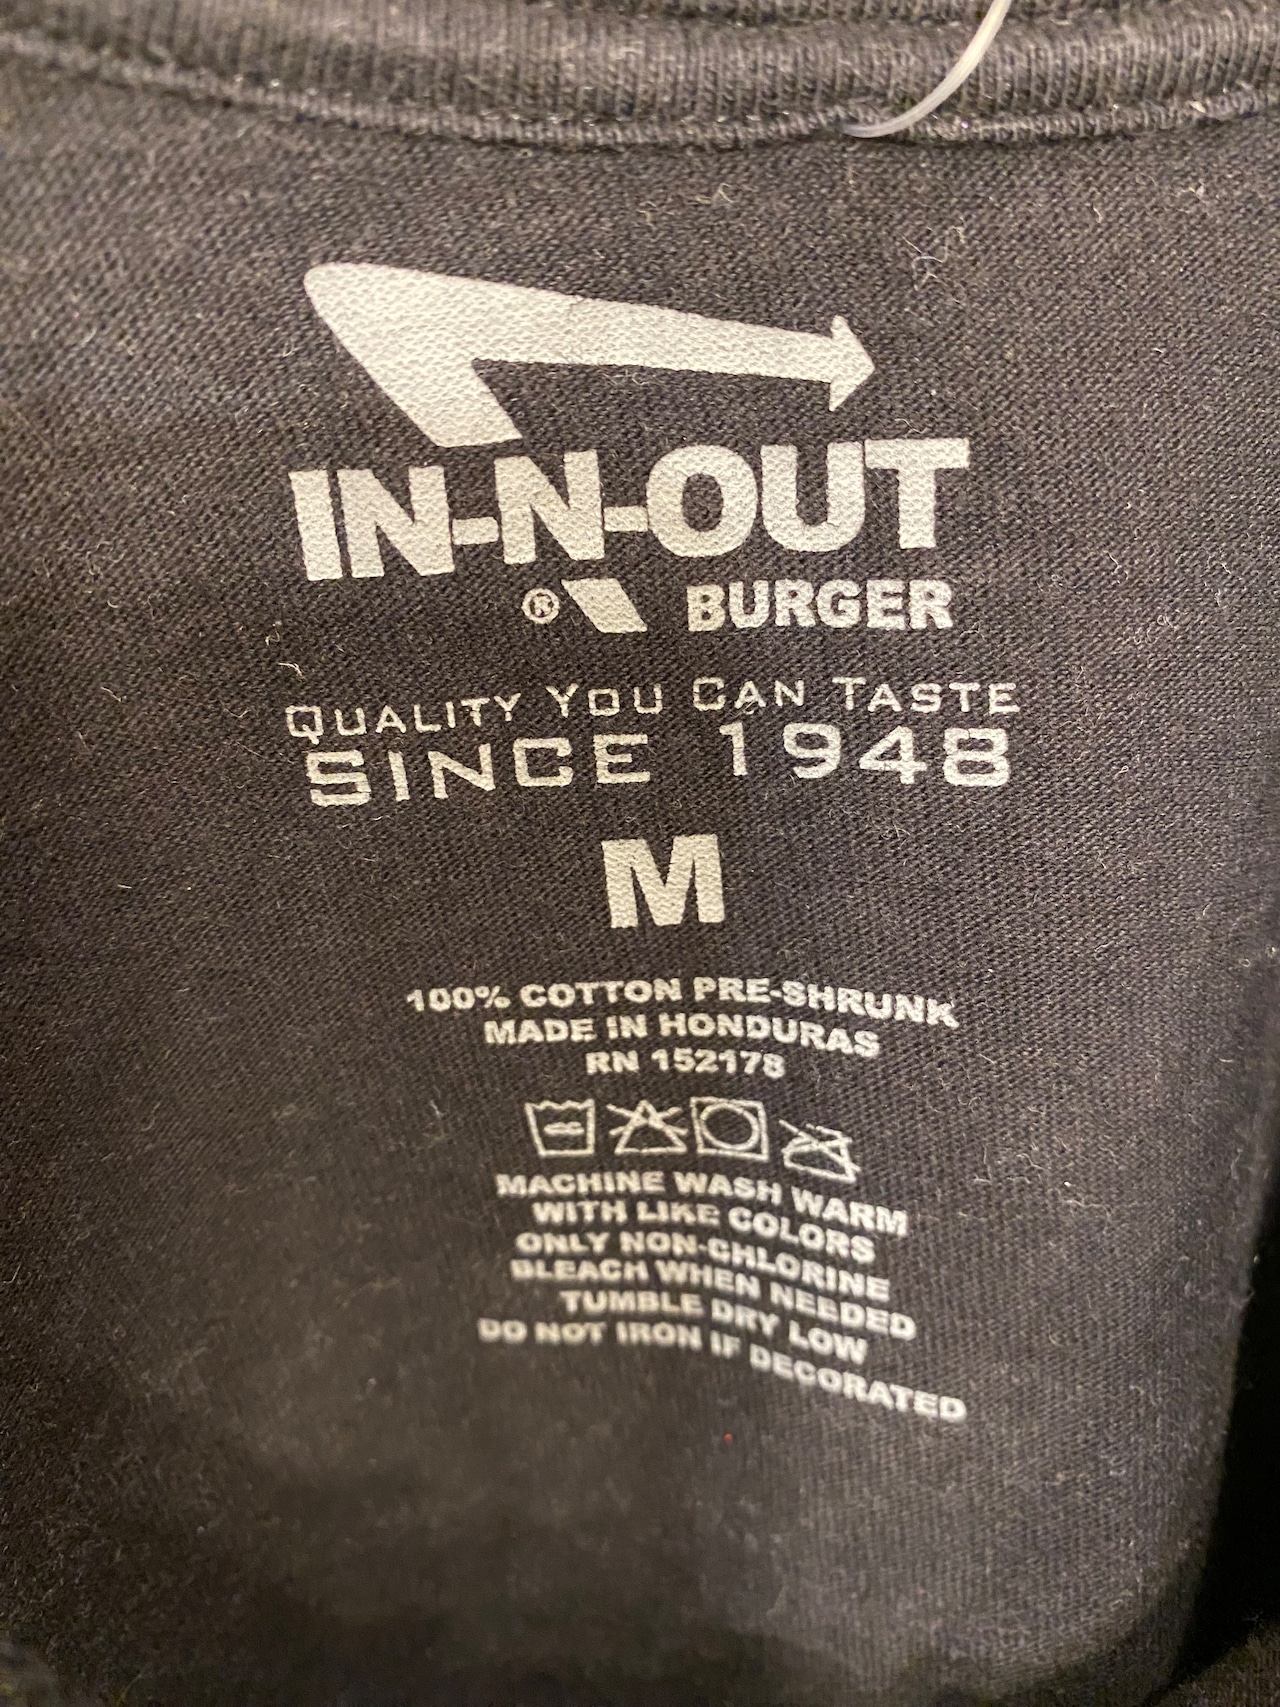 IN-N-OUT
® BURGER
QUALITY YOU CAN TASTE
SINCE 1948
M
100% COTTON PRE-SHRUNK
MADE IN HONDURAS
RN 152178
MACHINE WASH WARM
WITH LIKE COLORS
ONLY NON-CHLORINE
BLEACH WHEN NEEDED
TUMBLE DRY LOW
DO NOT IRON IF DECORATED